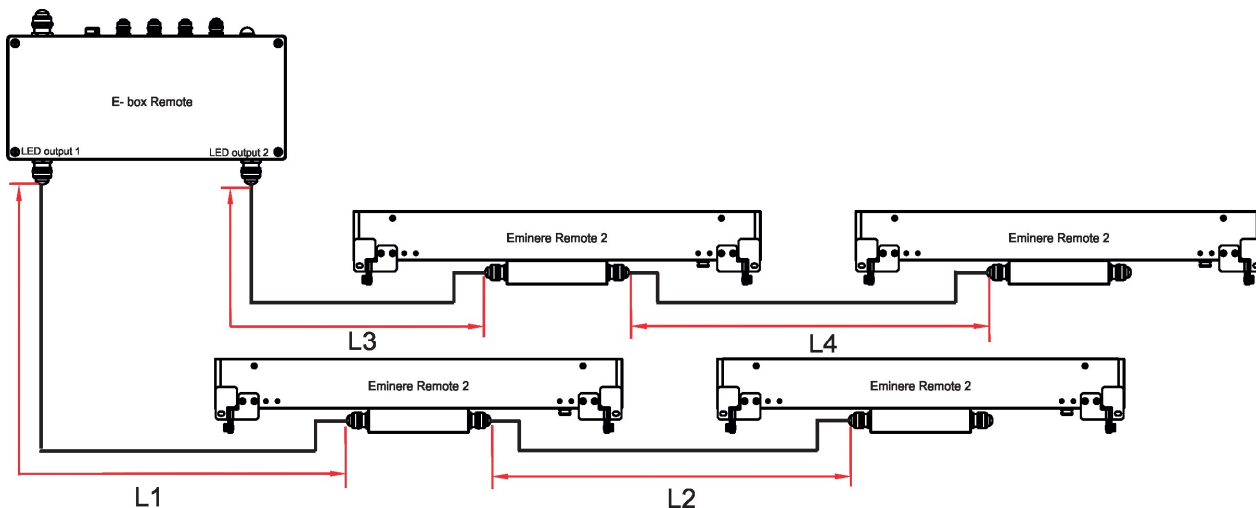 E- box Remote
LED output 1
LED output 2
Eminere Remote 2
Eminere Remote 2
L3
L4
Eminere Remote 2
Eminere Remote 2
L1
L2